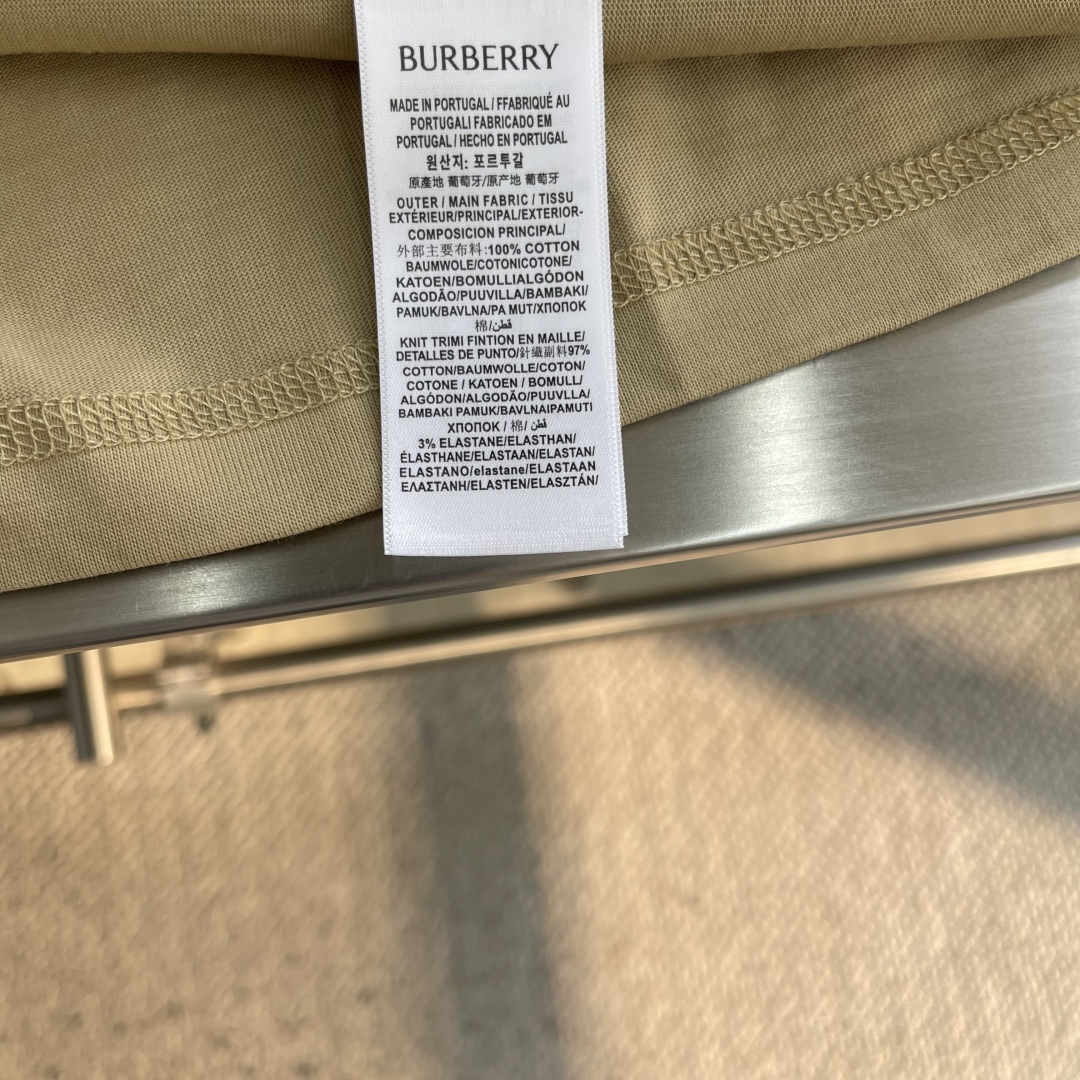 BURBERRY
MADE IN PORTUGAL / FFABRIQUÉ AU
PORTUGALI FABRICADO EM
PORTUGAL / HECHO EN PORTUGAL
원산지: 포르투갈
原產地 葡萄牙/原产地 葡萄牙
OUTER / MAIN FABRIC / TISSU
EXTÉRIEUR/PRINCIPAL/EXTERIOR-
COMPOSICION PRINCIPAL/
外部主要布料:100% COTTON
BAUMWOLE/COTONICOTONE/
KATOEN/BOMULLIALGÓDON
ALGODÃO/PUUVILLA/BAMBAKI/
PAMUK/BAVLNA/PA MUT/ХПОПОК
棉/قطن
KNIT TRIMI FINTION EN MAILLE/
DETALLES DE PUNTO/針織副料97%
COTTON/BAUMWOLLE/COTON/
COTONE / KATOEN / BOMULL/
ALGÓDON/ALGODÃO/PUUVLLA/
BAMBAKI PAMUK/BAVLNAIPAMUTI
ХПОПОК / 棉/ قطن
3% ELASTANE/ELASTHAN/
ÉLASTHANE/ELASTAAN/ELASTAN/
ELASTANO/elastane/ELASTAAN
ΕΛΑΣΤΑΝΗ/ELASTEN/ELASZTÁN/